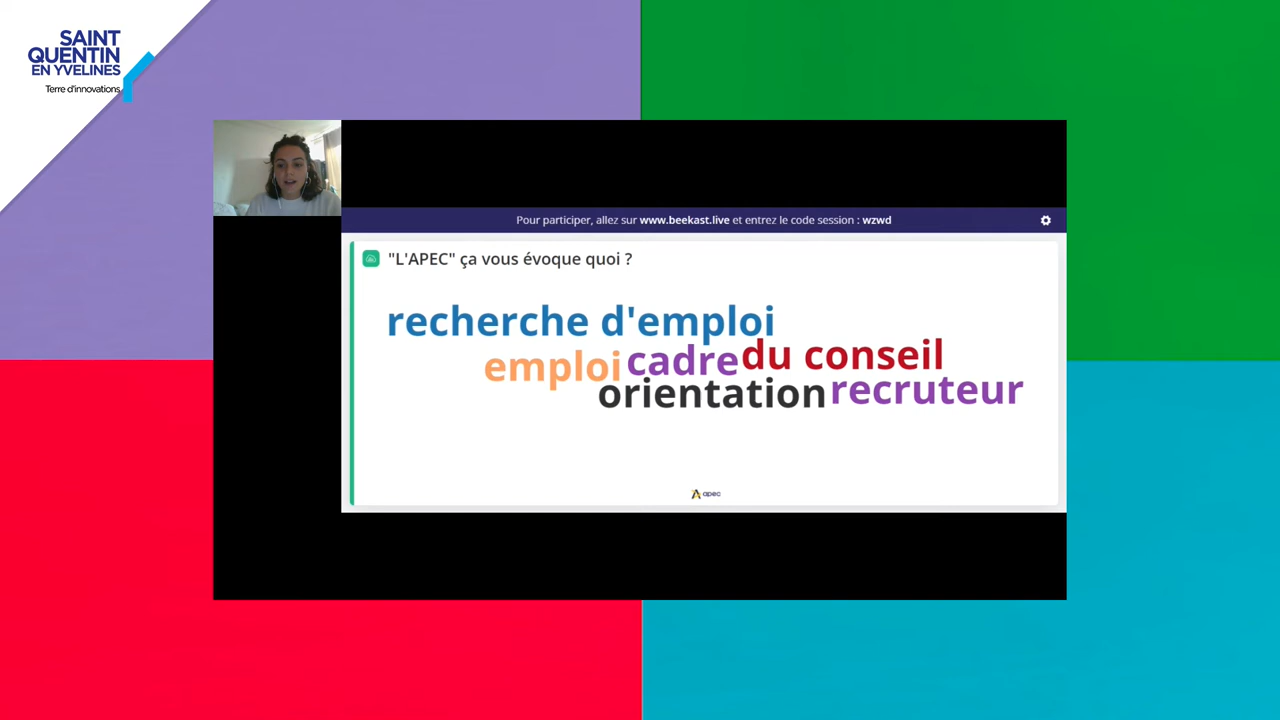 SAINT
QUENTIN
EN YVELINES
Terre d'innovations
Pour participer, allez sur www.beekast.live et entrez le code session : wzwd
"L'APEC" ça vous évoque quoi ?
recherche d'emploi
emploi cadre du conseil
orientation recruteur
apec